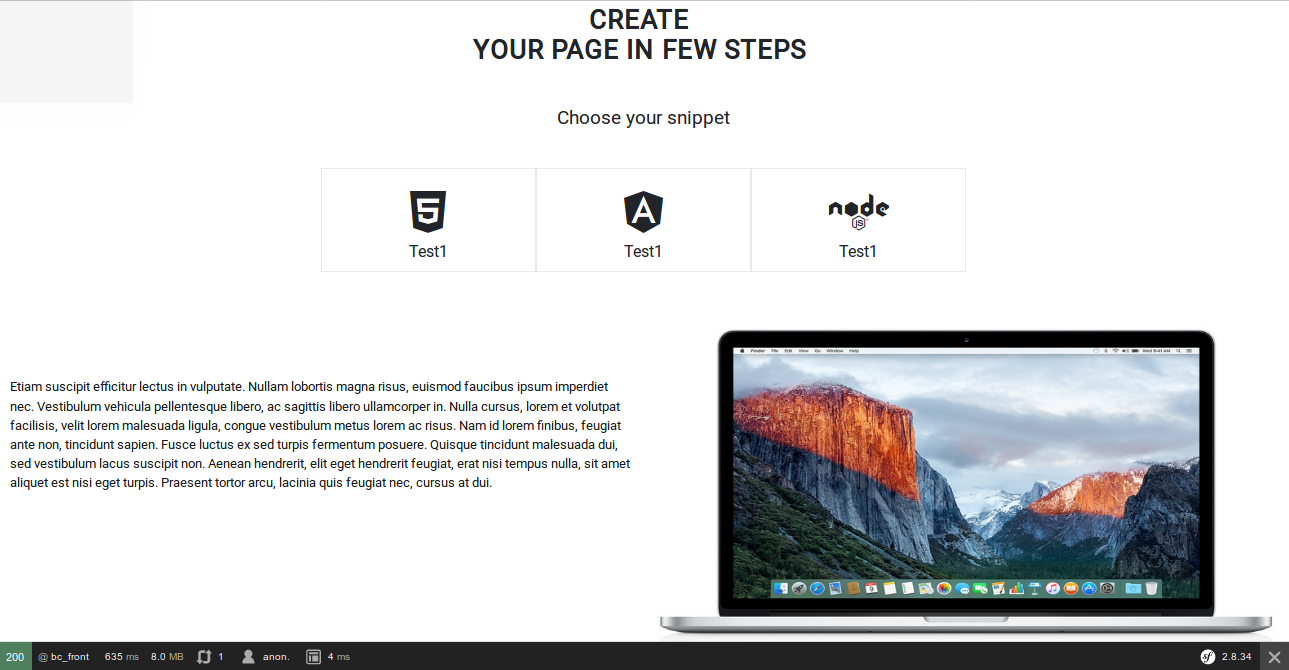 CREATE
YOUR PAGE IN FEW STEPS
Choose your snippet
Test1
Test1
node
JS
Test1
Etiam suscipit efficitur lectus in vulputate. Nullam lobortis magna risus, euismod faucibus ipsum imperdiet
nec. Vestibulum vehicula pellentesque libero, ac sagittis libero ullamcorper in. Nulla cursus, lorem et volutpat
facilisis, velit lorem malesuada ligula, congue vestibulum metus lorem ac risus. Nam id lorem finibus, feugiat
ante non, tincidunt sapien. Fusce luctus ex sed turpis fermentum posuere. Quisque tincidunt malesuada dui,
sed vestibulum lacus suscipit non. Aenean hendrerit, elit eget hendrerit feugiat, erat nisi tempus nulla, sit amet
aliquet est nisi eget turpis. Praesent tortor arcu, lacinia quis feugiat nec, cursus at dui.
Finder File Edit View Go Window Help Wed 9:41 AM
200 @ bc_front 635 ms 8.0 MB 1 anon. 4 ms sf 2.8.34